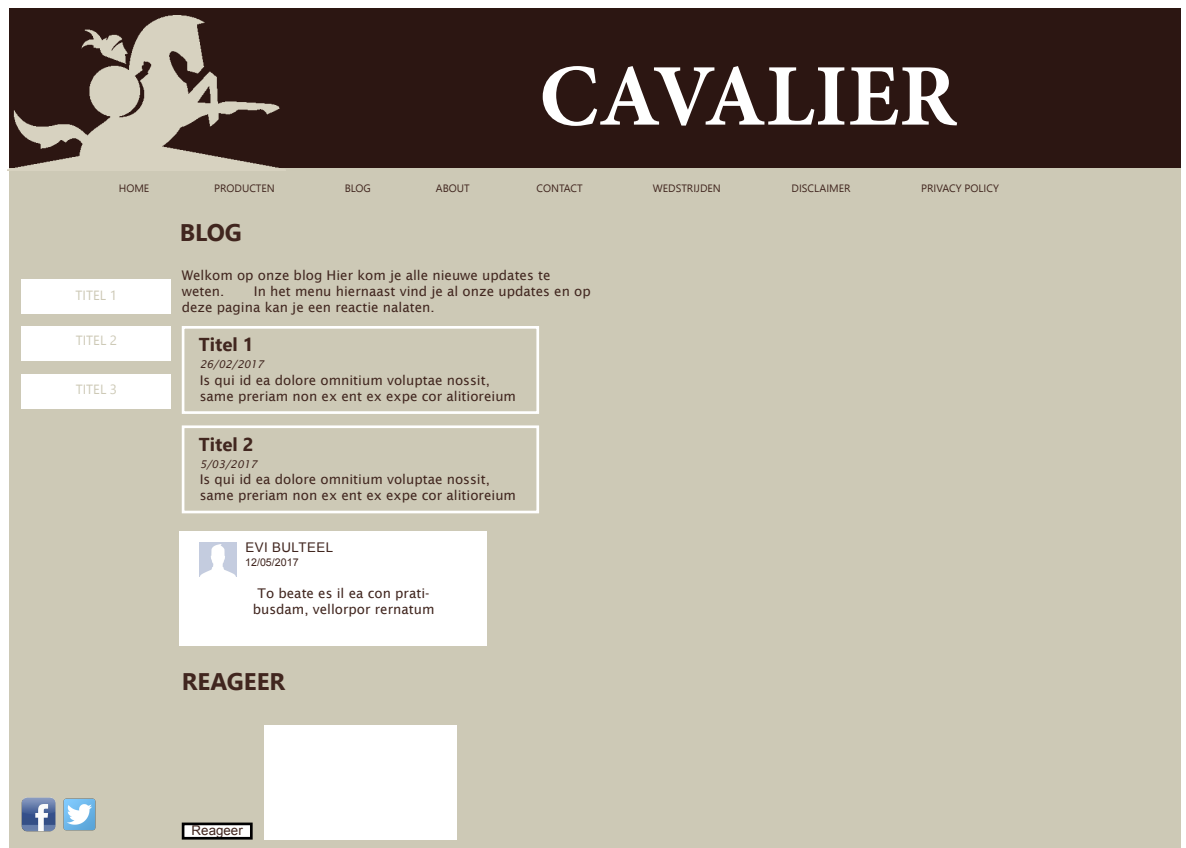 CAVALIER
HOME PRODUCTEN BLOG ABOUT CONTACT WEDSTRIJDEN DISCLAIMER PRIVACY POLICY
BLOG
Welkom op onze blog Hier kom je alle nieuwe updates te
weten. In het menu hiernaast vind je al onze updates en op
deze pagina kan je een reactie nalaten.
TITEL 1
TITEL 2
TITEL 3
Titel 1
26/02/2017
Is qui id ea dolore omnitium voluptae nossit,
same preriam non ex ent ex expe cor alitioreium
Titel 2
5/03/2017
Is qui id ea dolore omnitium voluptae nossit,
same preriam non ex ent ex expe cor alitioreium
EVI BULTEEL
12/05/2017
To beate es il ea con prati-
busdam, vellorpor rernatum
REAGEER
Reageer